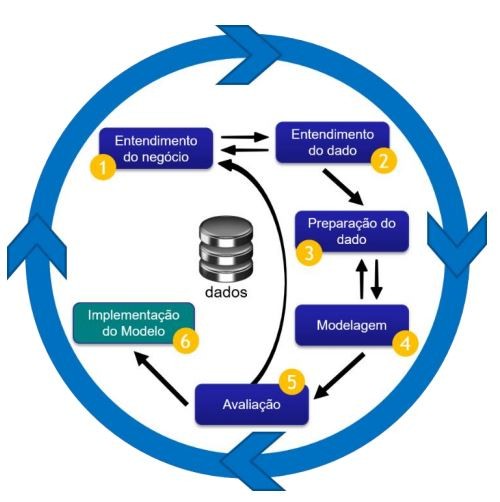 Entendimento
do negócio
1
Entendimento
do dado
2
Preparação do
dado
3
dados
Modelagem
4
Avaliação
5
Implementação
do Modelo
6